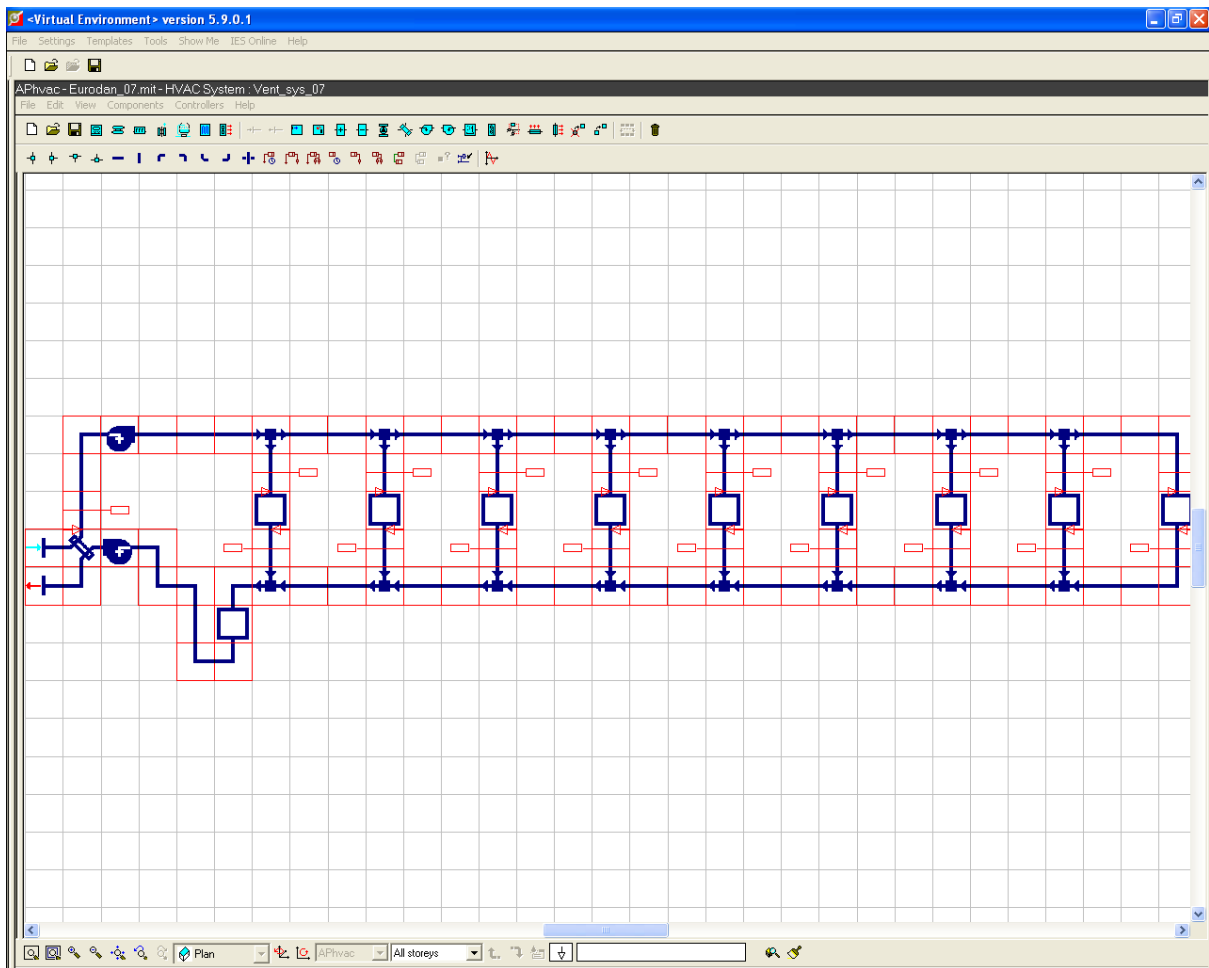 <Virtual Environment> version 5.9.0.1
File Settings Templates Tools Show Me IES Online Help
APhvac - Eurodan_07.mit - HVAC System : Vent_sys_07
File Edit View Components Controllers Help
Plan APhvac All storeys